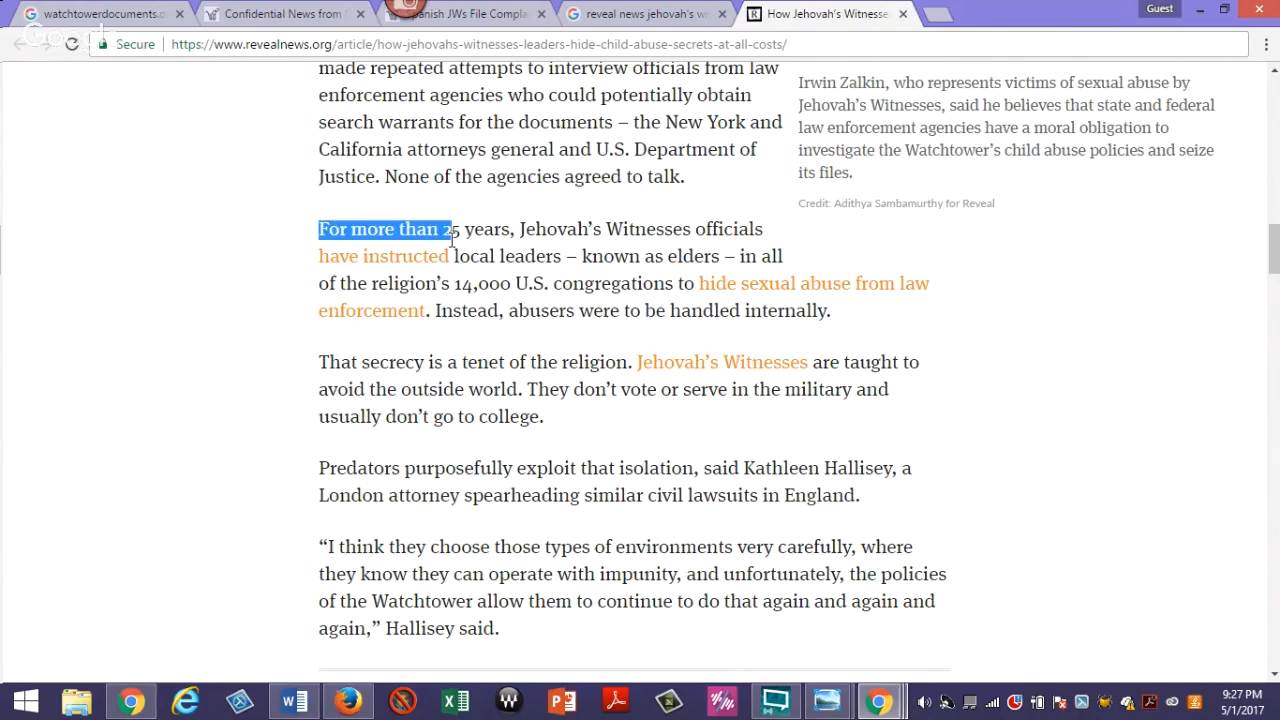 watchtowerdocuments.o
Confidential News from "
panish JWs File Compla
reveal news jehovah's w
How Jehovah's Witnesse
Guest
Google
Secure
https://www.revealnews.org/article/how-jehovahs-witnesses-leaders-hide-child-abuse-secrets-at-all-costs/
made repeated attempts to interview officials from law
enforcement agencies who could potentially obtain
search warrants for the documents – the New York and
California attorneys general and U.S. Department of
Justice. None of the agencies agreed to talk.
Irwin Zalkin, who represents victims of sexual abuse by
Jehovah's Witnesses, said he believes that state and federal
law enforcement agencies have a moral obligation to
investigate the Watchtower's child abuse policies and seize
its files.
Credit: Adithya Sambamurthy for Reveal
For more than 25 years, Jehovah's Witnesses officials
have instructed local leaders – known as elders – in all
of the religion's 14,000 U.S. congregations to hide sexual abuse from law
enforcement. Instead, abusers were to be handled internally.
That secrecy is a tenet of the religion. Jehovah's Witnesses are taught to
avoid the outside world. They don't vote or serve in the military and
usually don't go to college.
Predators purposefully exploit that isolation, said Kathleen Hallisey, a
London attorney spearheading similar civil lawsuits in England.
“I think they choose those types of environments very carefully, where
they know they can operate with impunity, and unfortunately, the policies
of the Watchtower allow them to continue to do that again and again and
again,” Hallisey said.
9:27 PM
5/1/2017